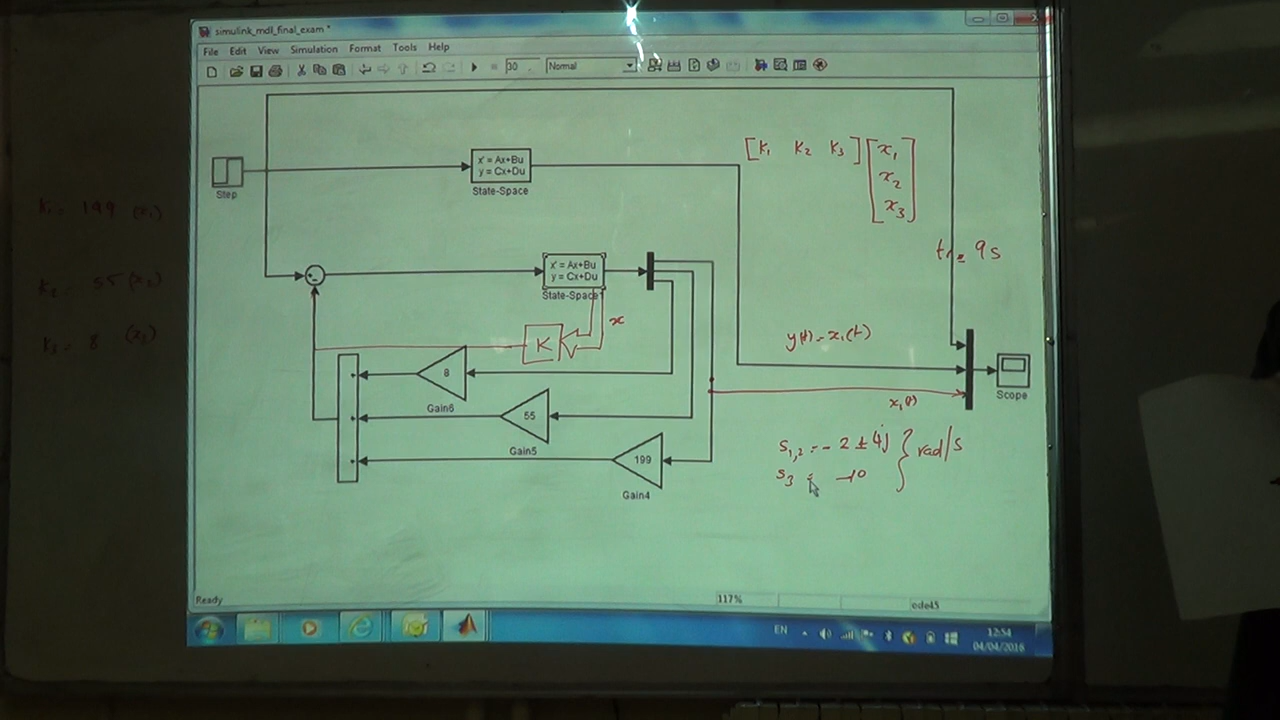 simulink_mdl_final_exam *
File Edit View Simulation Format Tools Help
30
Normal
[K₁ K₂ K₃] [x₁
x₂
x₃]
x' = Ax+Bu
y = Cx+Du
Step
State-Space
K₁ = 199 (x₁)
9 s
x' = Ax+Bu
y = Cx+Du
K₂ = 55 (x₂)
State-Space1
x
K₃ = 8
K
y(t) = x₁(t)
8
Gain6
Scope
x₁(t)
55
Gain5
S₁,₂ = - 2 ± 4j } rad/s
199
S₃ = -10
Gain4
Ready
117%
ode45
EN
12:54
04/04/2016